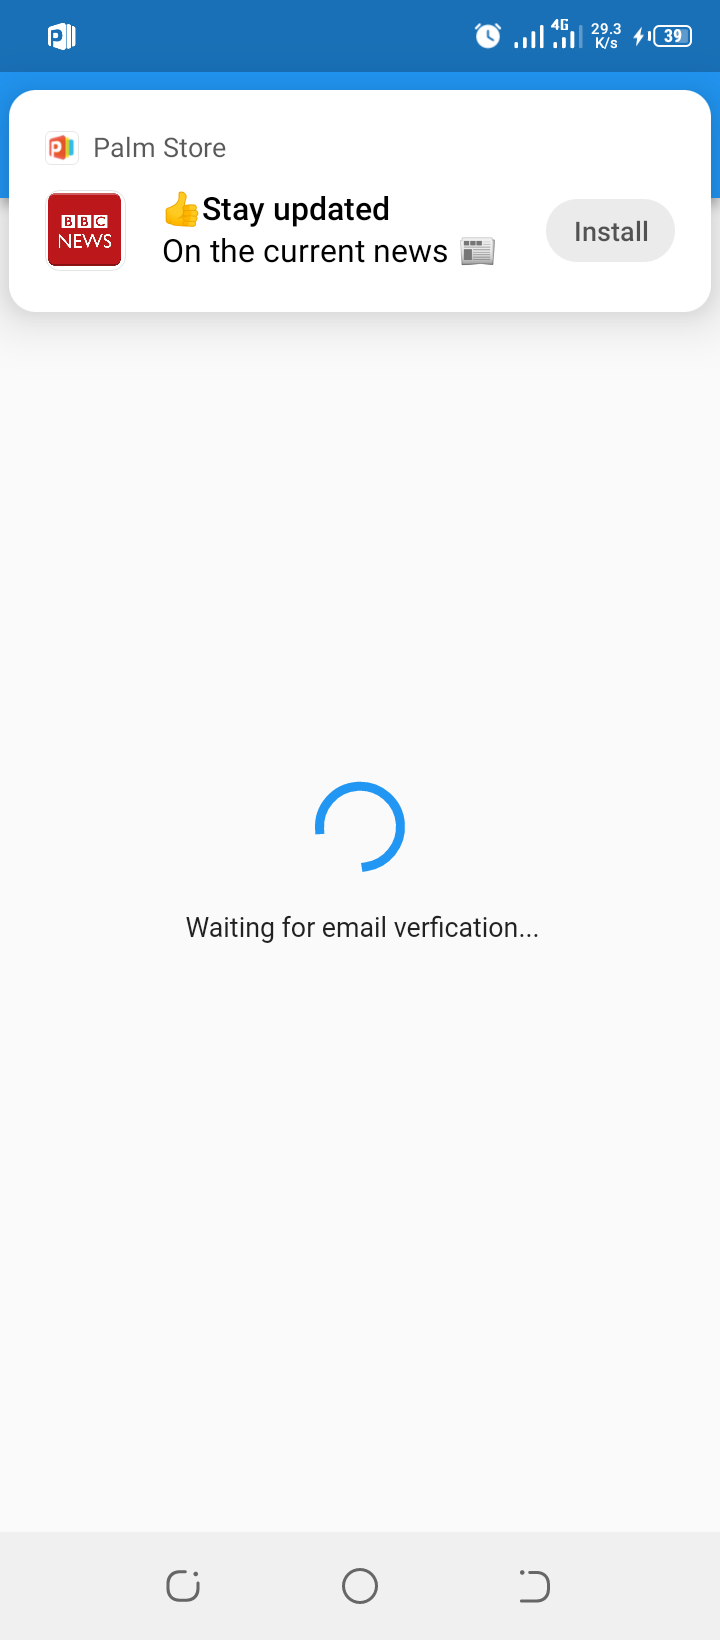 4G 29.3 K/s 39
Palm Store
BBC NEWS
👍Stay updated
On the current news 📰
Install
Waiting for email verfication...